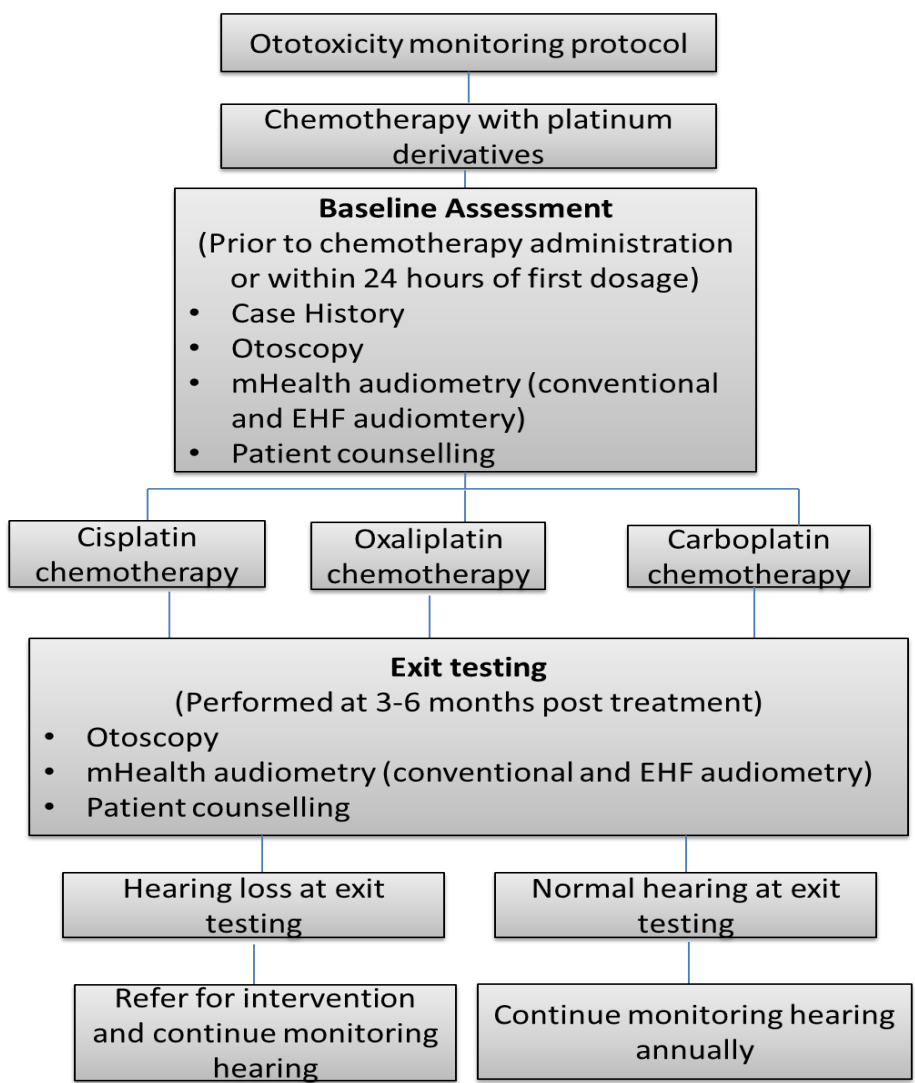 Ototoxicity monitoring protocol
Chemotherapy with platinum
derivatives
Baseline Assessment
(Prior to chemotherapy administration
or within 24 hours of first dosage)
• Case History
• Otoscopy
• mHealth audiometry (conventional
and EHF audiomtery)
• Patient counselling
Cisplatin
chemotherapy
Oxaliplatin
chemotherapy
Carboplatin
chemotherapy
Exit testing
(Performed at 3-6 months post treatment)
• Otoscopy
• mHealth audiometry (conventional and EHF audiometry)
• Patient counselling
Hearing loss at exit
testing
Normal hearing at exit
testing
Refer for intervention
and continue monitoring
hearing
Continue monitoring hearing
annually